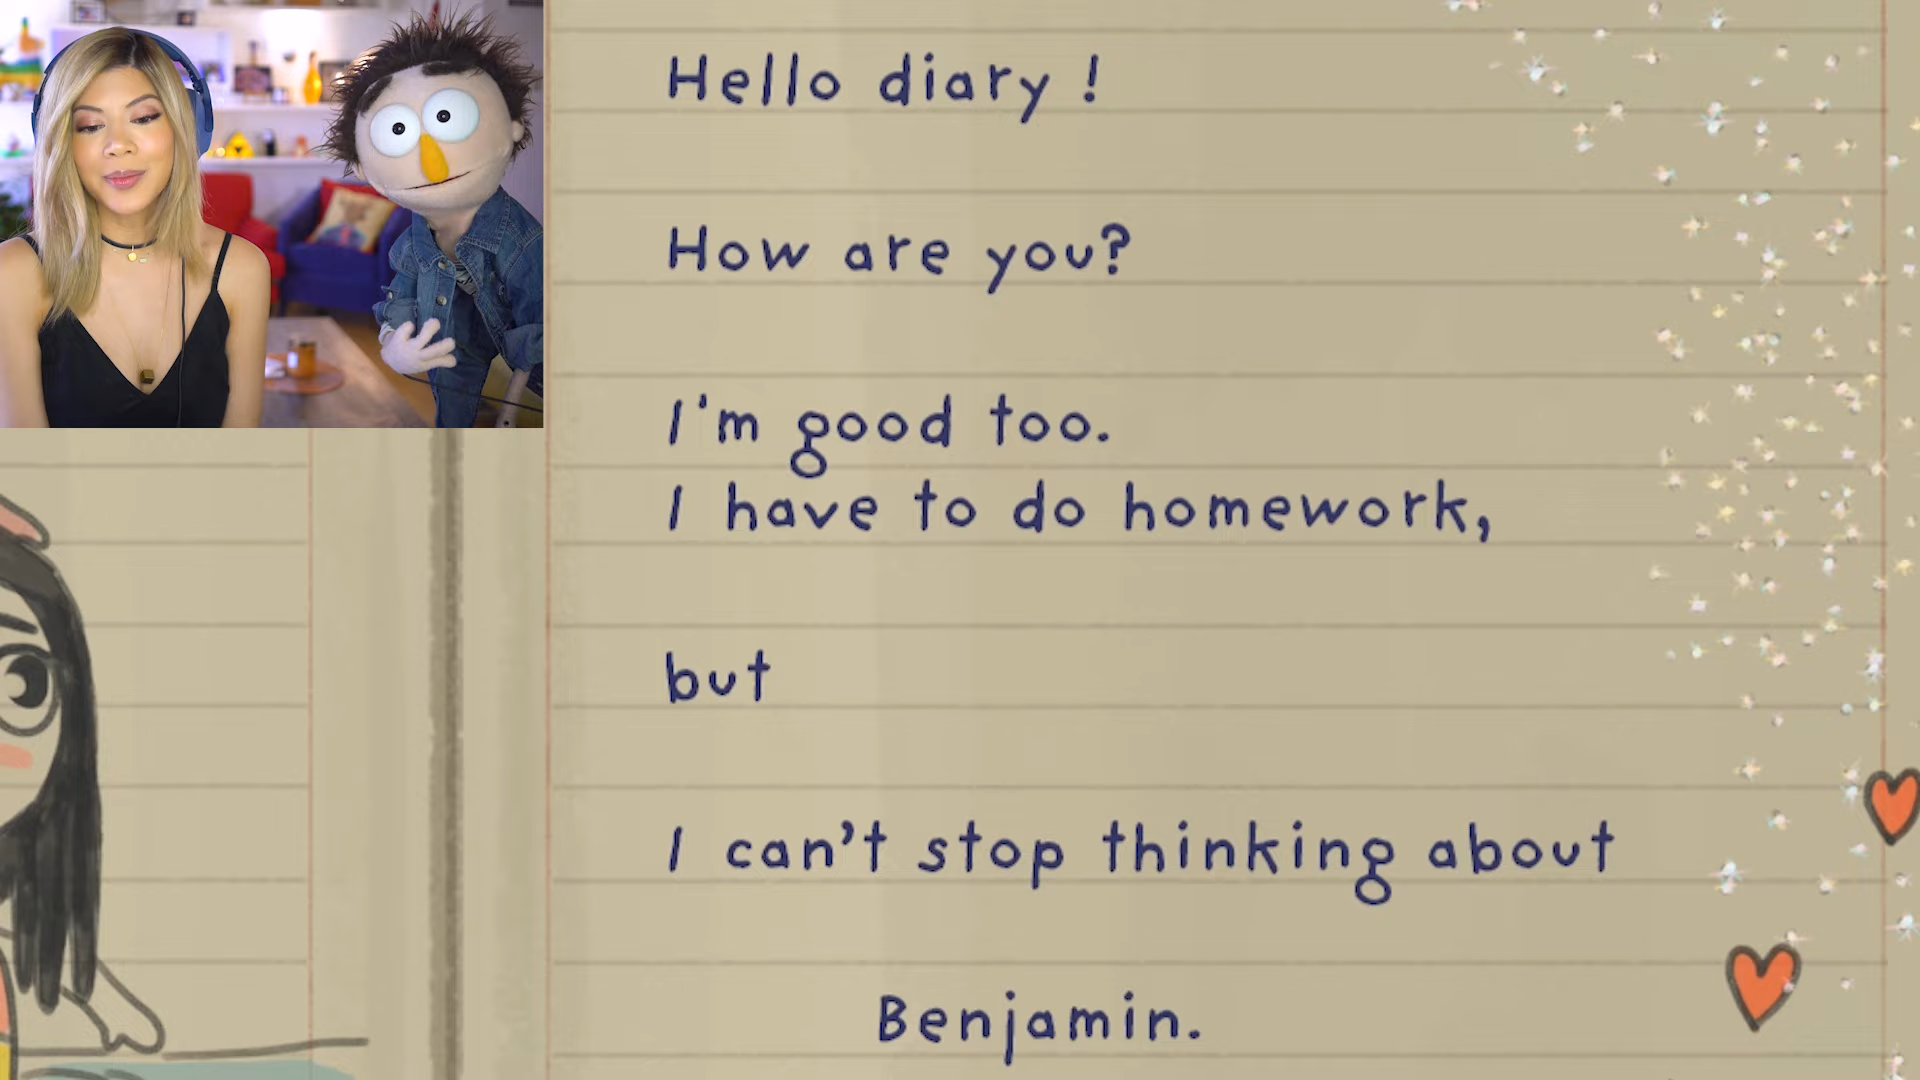 Hello diary !
How are you?
I'm good too.
I have to do homework,
but
I can't stop thinking about
Benjamin.